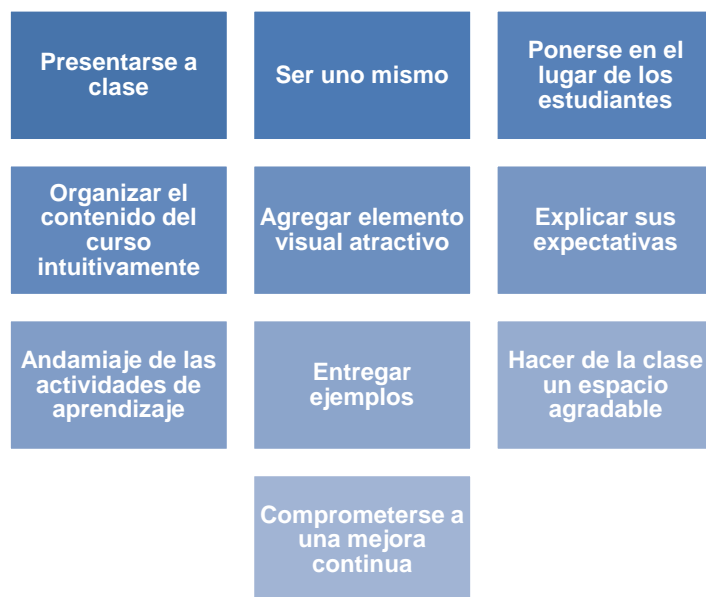 Presentarse a
clase
Ser uno mismo
Ponerse en el
lugar de los
estudiantes
Organizar el
contenido del
curso
intuitivamente
Agregar elemento
visual atractivo
Explicar sus
expectativas
Andamiaje de las
actividades de
aprendizaje
Entregar
ejemplos
Hacer de la clase
un espacio
agradable
Comprometerse a
una mejora
continua